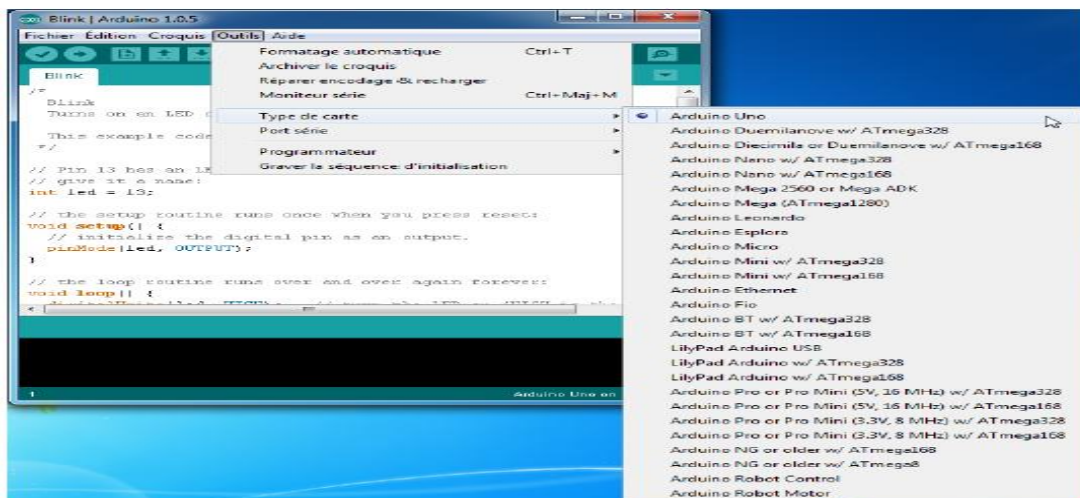 Blink | Arduino 1.0.5
Fichier Édition Croquis Outils Aide
Formatage automatique Ctrl+T
Archiver le croquis
Réparer encodage & recharger
Moniteur série Ctrl+Maj+M
Type de carte
Port série
Programmateur
Graver la séquence d'initialisation
Blink
/*
Blink
Turns on an LED
This example code
*/
// Pin 13 has an LE
// give it a name:
int led = 13;
// the setup routine runs once when you press reset:
void setup() {
// initialize the digital pin as an output.
pinMode(led, OUTPUT);
}
// the loop routine runs over and over again forever:
void loop() {
1
Arduino Uno on
Arduino Uno
Arduino Duemilanove w/ ATmega328
Arduino Diecimila or Duemilanove w/ ATmega168
Arduino Nano w/ ATmega328
Arduino Nano w/ ATmega168
Arduino Mega 2560 or Mega ADK
Arduino Mega (ATmega1280)
Arduino Leonardo
Arduino Esplora
Arduino Micro
Arduino Mini w/ ATmega328
Arduino Mini w/ ATmega168
Arduino Ethernet
Arduino Fio
Arduino BT w/ ATmega328
Arduino BT w/ ATmega168
LilyPad Arduino USB
LilyPad Arduino w/ ATmega328
LilyPad Arduino w/ ATmega168
Arduino Pro or Pro Mini (5V, 16 MHz) w/ ATmega328
Arduino Pro or Pro Mini (5V, 16 MHz) w/ ATmega168
Arduino Pro or Pro Mini (3.3V, 8 MHz) w/ ATmega328
Arduino Pro or Pro Mini (3.3V, 8 MHz) w/ ATmega168
Arduino NG or older w/ ATmega168
Arduino NG or older w/ ATmega8
Arduino Robot Control
Arduino Robot Motor